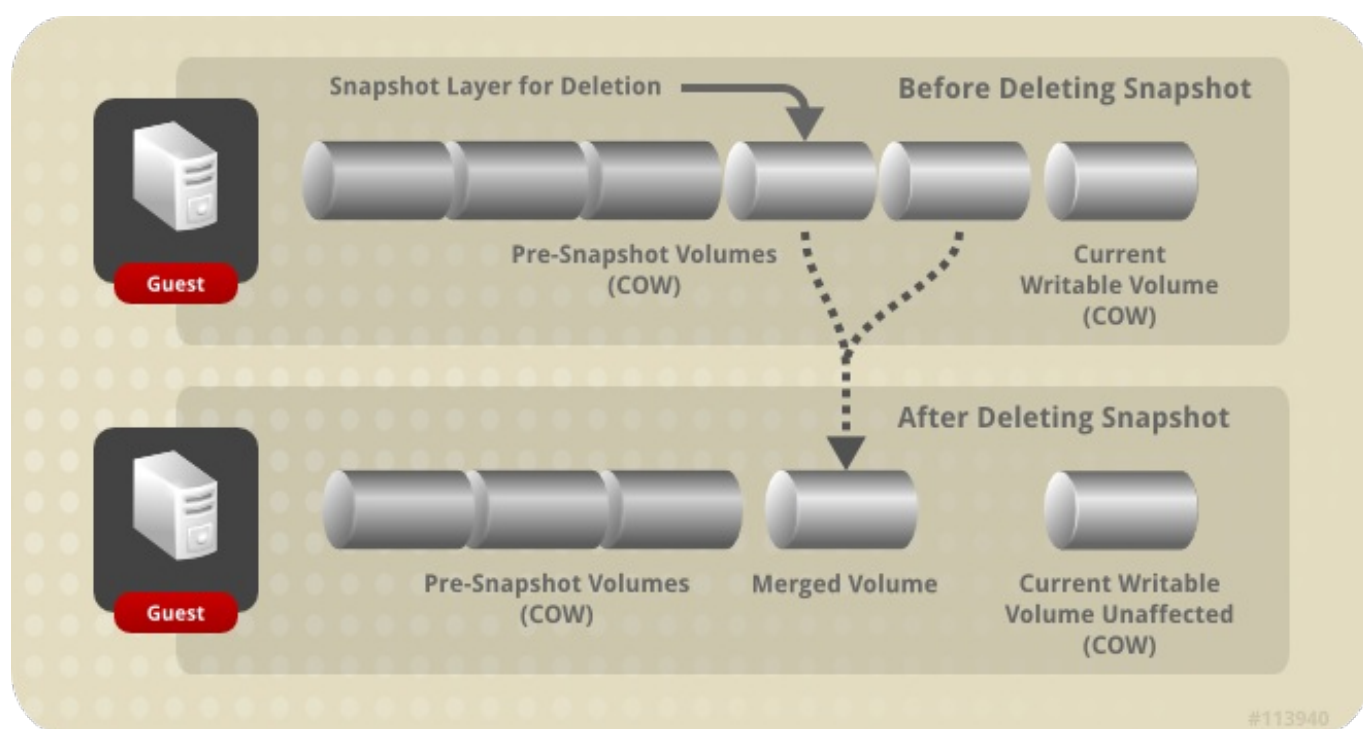 Snapshot Layer for Deletion
Before Deleting Snapshot
Guest
Pre-Snapshot Volumes
(COW)
Current
Writable Volume
(COW)
After Deleting Snapshot
Guest
Pre-Snapshot Volumes
(COW)
Merged Volume
Current Writable
Volume Unaffected
(COW)
#113940